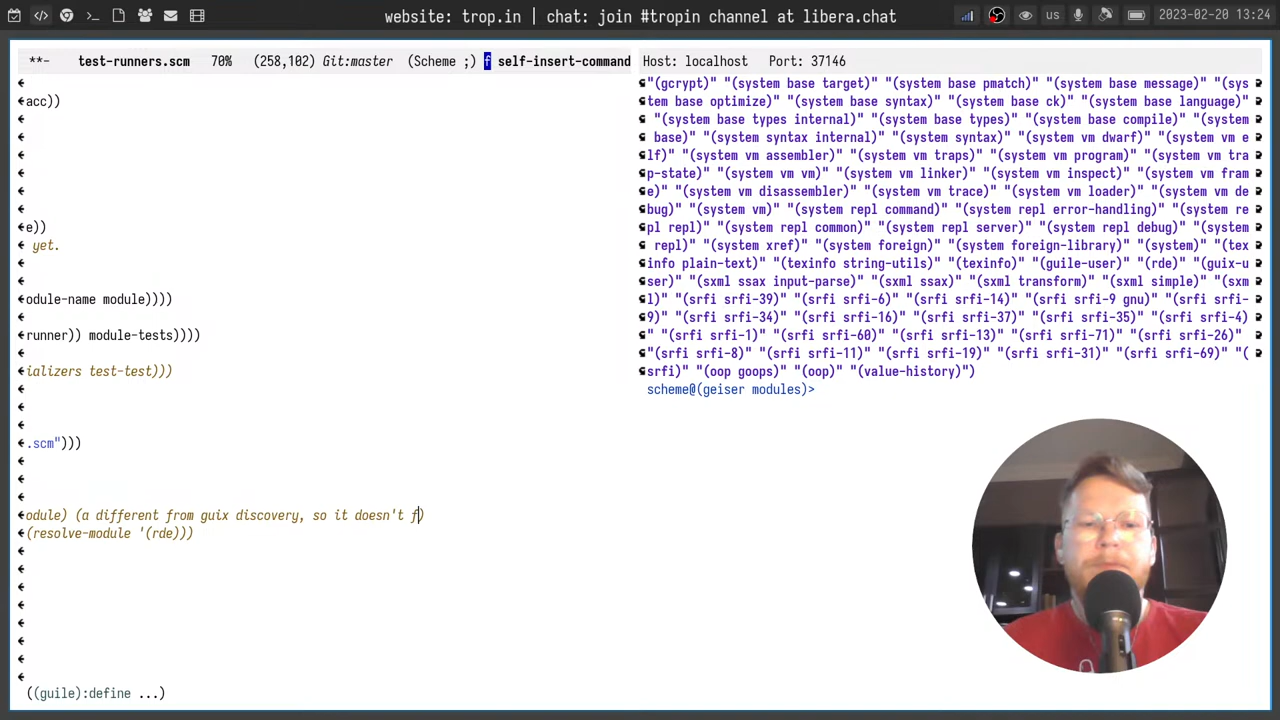 website: trop.in | chat: join #tropin channel at libera.chat
us
2023-02-20 13:24
**- test-runners.scm 70% (258,102) Git:master (Scheme ;) f self-insert-command
acc))
e))
yet.
odule-name module))))
runner)) module-tests))))
ializers test-test)))
.scm")))
odule) (a different from guix discovery, so it doesn't f)
(resolve-module '(rde)))
((guile):define ...)
Host: localhost Port: 37146
"(gcrypt)" "(system base target)" "(system base pmatch)" "(system base message)" "(sys
tem base optimize)" "(system base syntax)" "(system base ck)" "(system base language)"
"(system base types internal)" "(system base types)" "(system base compile)" "(system
base)" "(system syntax internal)" "(system syntax)" "(system vm dwarf)" "(system vm e
lf)" "(system vm assembler)" "(system vm traps)" "(system vm program)" "(system vm tra
p-state)" "(system vm vm)" "(system vm linker)" "(system vm inspect)" "(system vm fram
e)" "(system vm disassembler)" "(system vm trace)" "(system vm loader)" "(system vm de
bug)" "(system vm)" "(system repl command)" "(system repl error-handling)" "(system re
pl repl)" "(system repl common)" "(system repl server)" "(system repl debug)" "(system
repl)" "(system xref)" "(system foreign)" "(system foreign-library)" "(system)" "(tex
info plain-text)" "(texinfo string-utils)" "(texinfo)" "(guile-user)" "(rde)" "(guix-u
ser)" "(sxml ssax input-parse)" "(sxml ssax)" "(sxml transform)" "(sxml simple)" "(sxm
l)" "(srfi srfi-39)" "(srfi srfi-6)" "(srfi srfi-14)" "(srfi srfi-9 gnu)" "(srfi srfi-
9)" "(srfi srfi-34)" "(srfi srfi-16)" "(srfi srfi-37)" "(srfi srfi-35)" "(srfi srfi-4)
" "(srfi srfi-1)" "(srfi srfi-60)" "(srfi srfi-13)" "(srfi srfi-71)" "(srfi srfi-26)"
"(srfi srfi-8)" "(srfi srfi-11)" "(srfi srfi-19)" "(srfi srfi-31)" "(srfi srfi-69)" "(
srfi)" "(oop goops)" "(oop)" "(value-history)")
scheme@(geiser modules)>